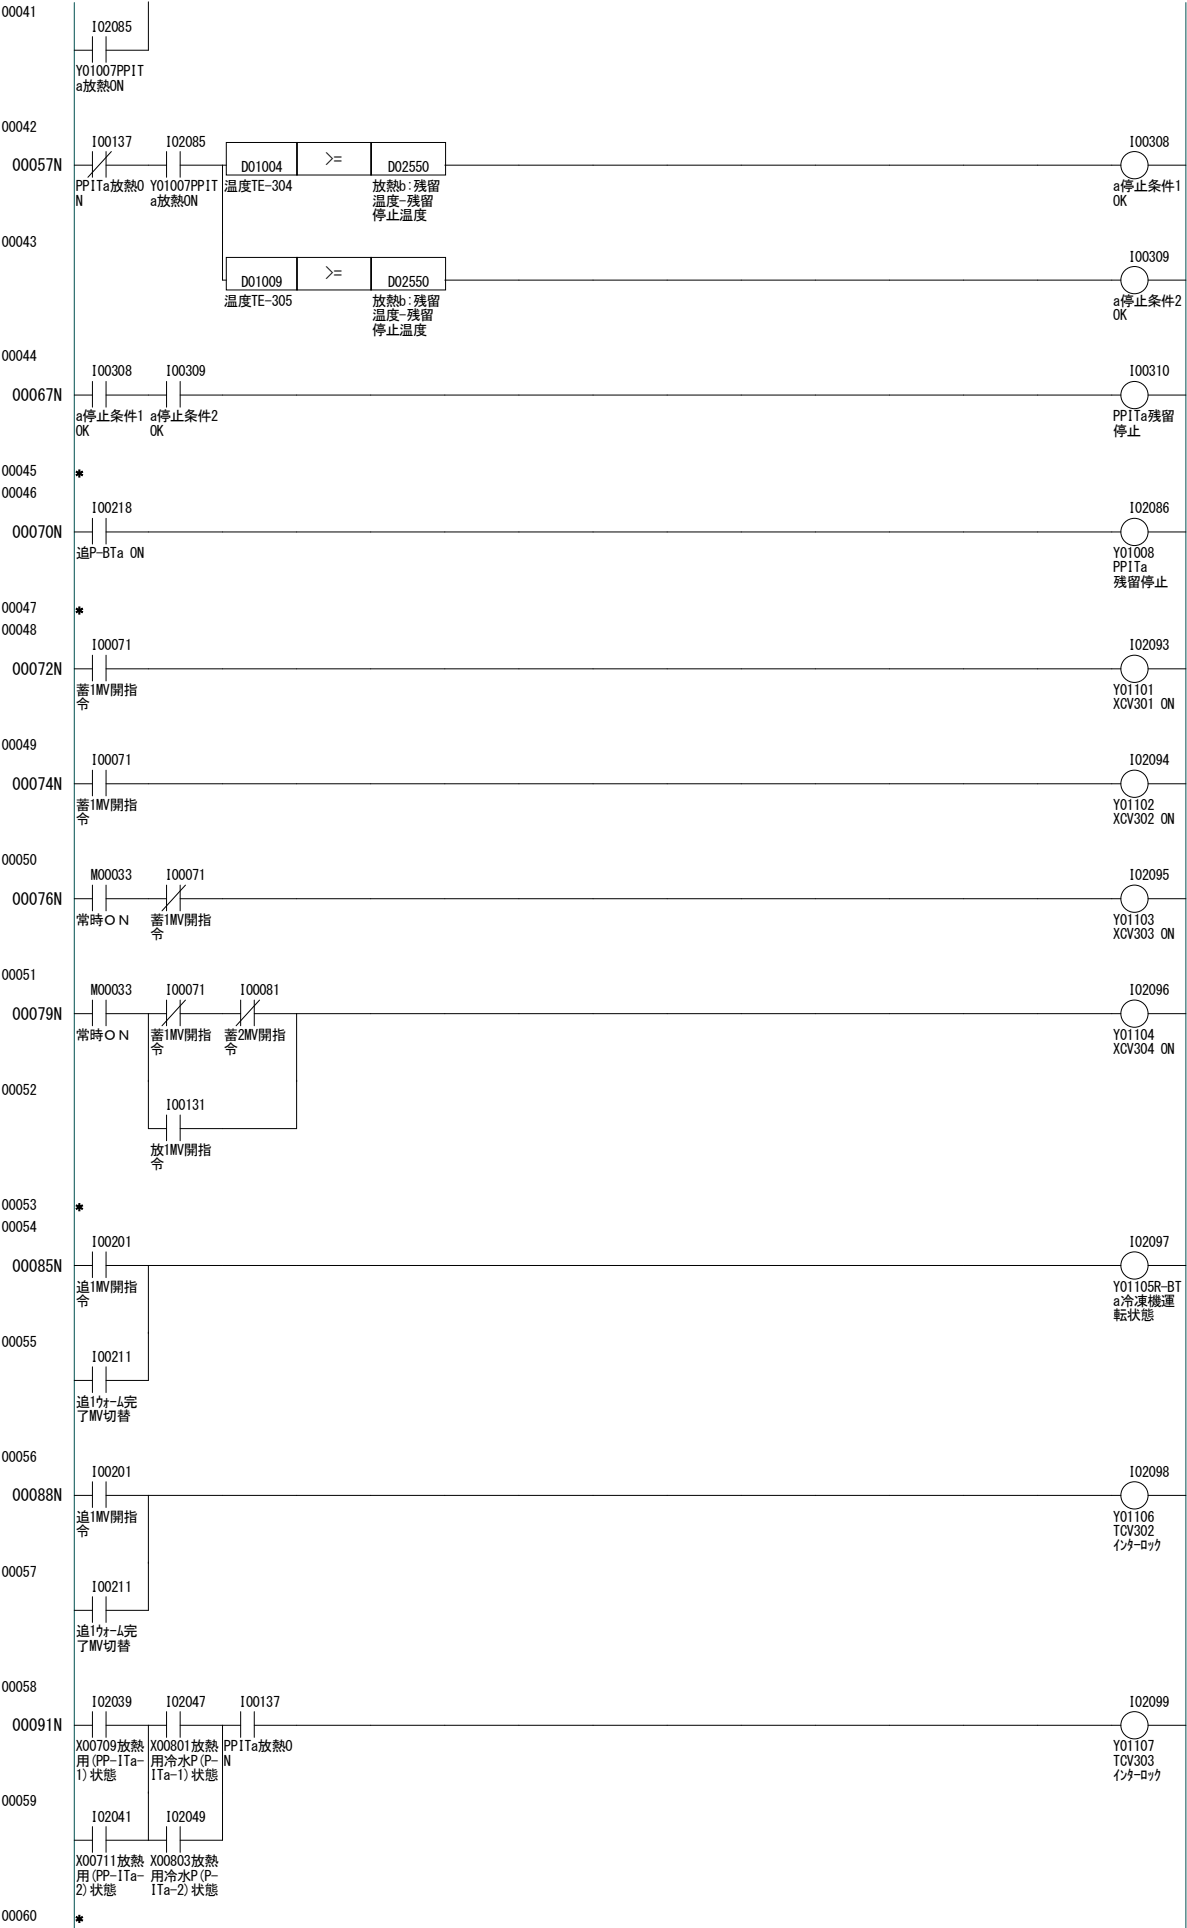 00041
I02085
Y01007PPIT
a放熱ON
00042
I00137 I02085 I00308
00057N D01004 >= D02550
PPITa放熱O Y01007PPIT 温度TE-304 放熱b:残留 a停止条件1
N a放熱ON 温度-残留 OK
停止温度
00043
I00309
D01009 >= D02550
温度TE-305 放熱b:残留 a停止条件2
温度-残留 OK
停止温度
00044
I00308 I00309 I00310
00067N
a停止条件1 a停止条件2 PPITa残留
OK OK 停止
00045 *
00046
I00218 I02086
00070N
追P-BTa ON Y01008
PPITa
残留停止
00047 *
00048
I00071 I02093
00072N
蓄1MV開指 Y01101
令 XCV301 ON
00049
I00071 I02094
00074N
蓄1MV開指 Y01102
令 XCV302 ON
00050
M00033 I00071 I02095
00076N
常時ON 蓄1MV開指 Y01103
令 XCV303 ON
00051
M00033 I00071 I00081 I02096
00079N
常時ON 蓄1MV開指 蓄2MV開指 Y01104
令 令 XCV304 ON
00052
I00131
放1MV開指
令
00053 *
00054
I00201 I02097
00085N
追1MV開指 Y01105R-BT
令 a冷凍機運
転状態
00055
I00211
追1ウォーム完
了MV切替
00056
I00201 I02098
00088N
追1MV開指 Y01106
令 TCV302
インターロック
00057
I00211
追1ウォーム完
了MV切替
00058
I02039 I02047 I00137 I02099
00091N
X00709放熱 X00801放熱 PPITa放熱O Y01107
用(PP-ITa- 用冷水P(P- N TCV303
1)状態 ITa-1)状態 インターロック
00059
I02041 I02049
X00711放熱 X00803放熱
用(PP-ITa- 用冷水P(P-
2)状態 ITa-2)状態
00060 *